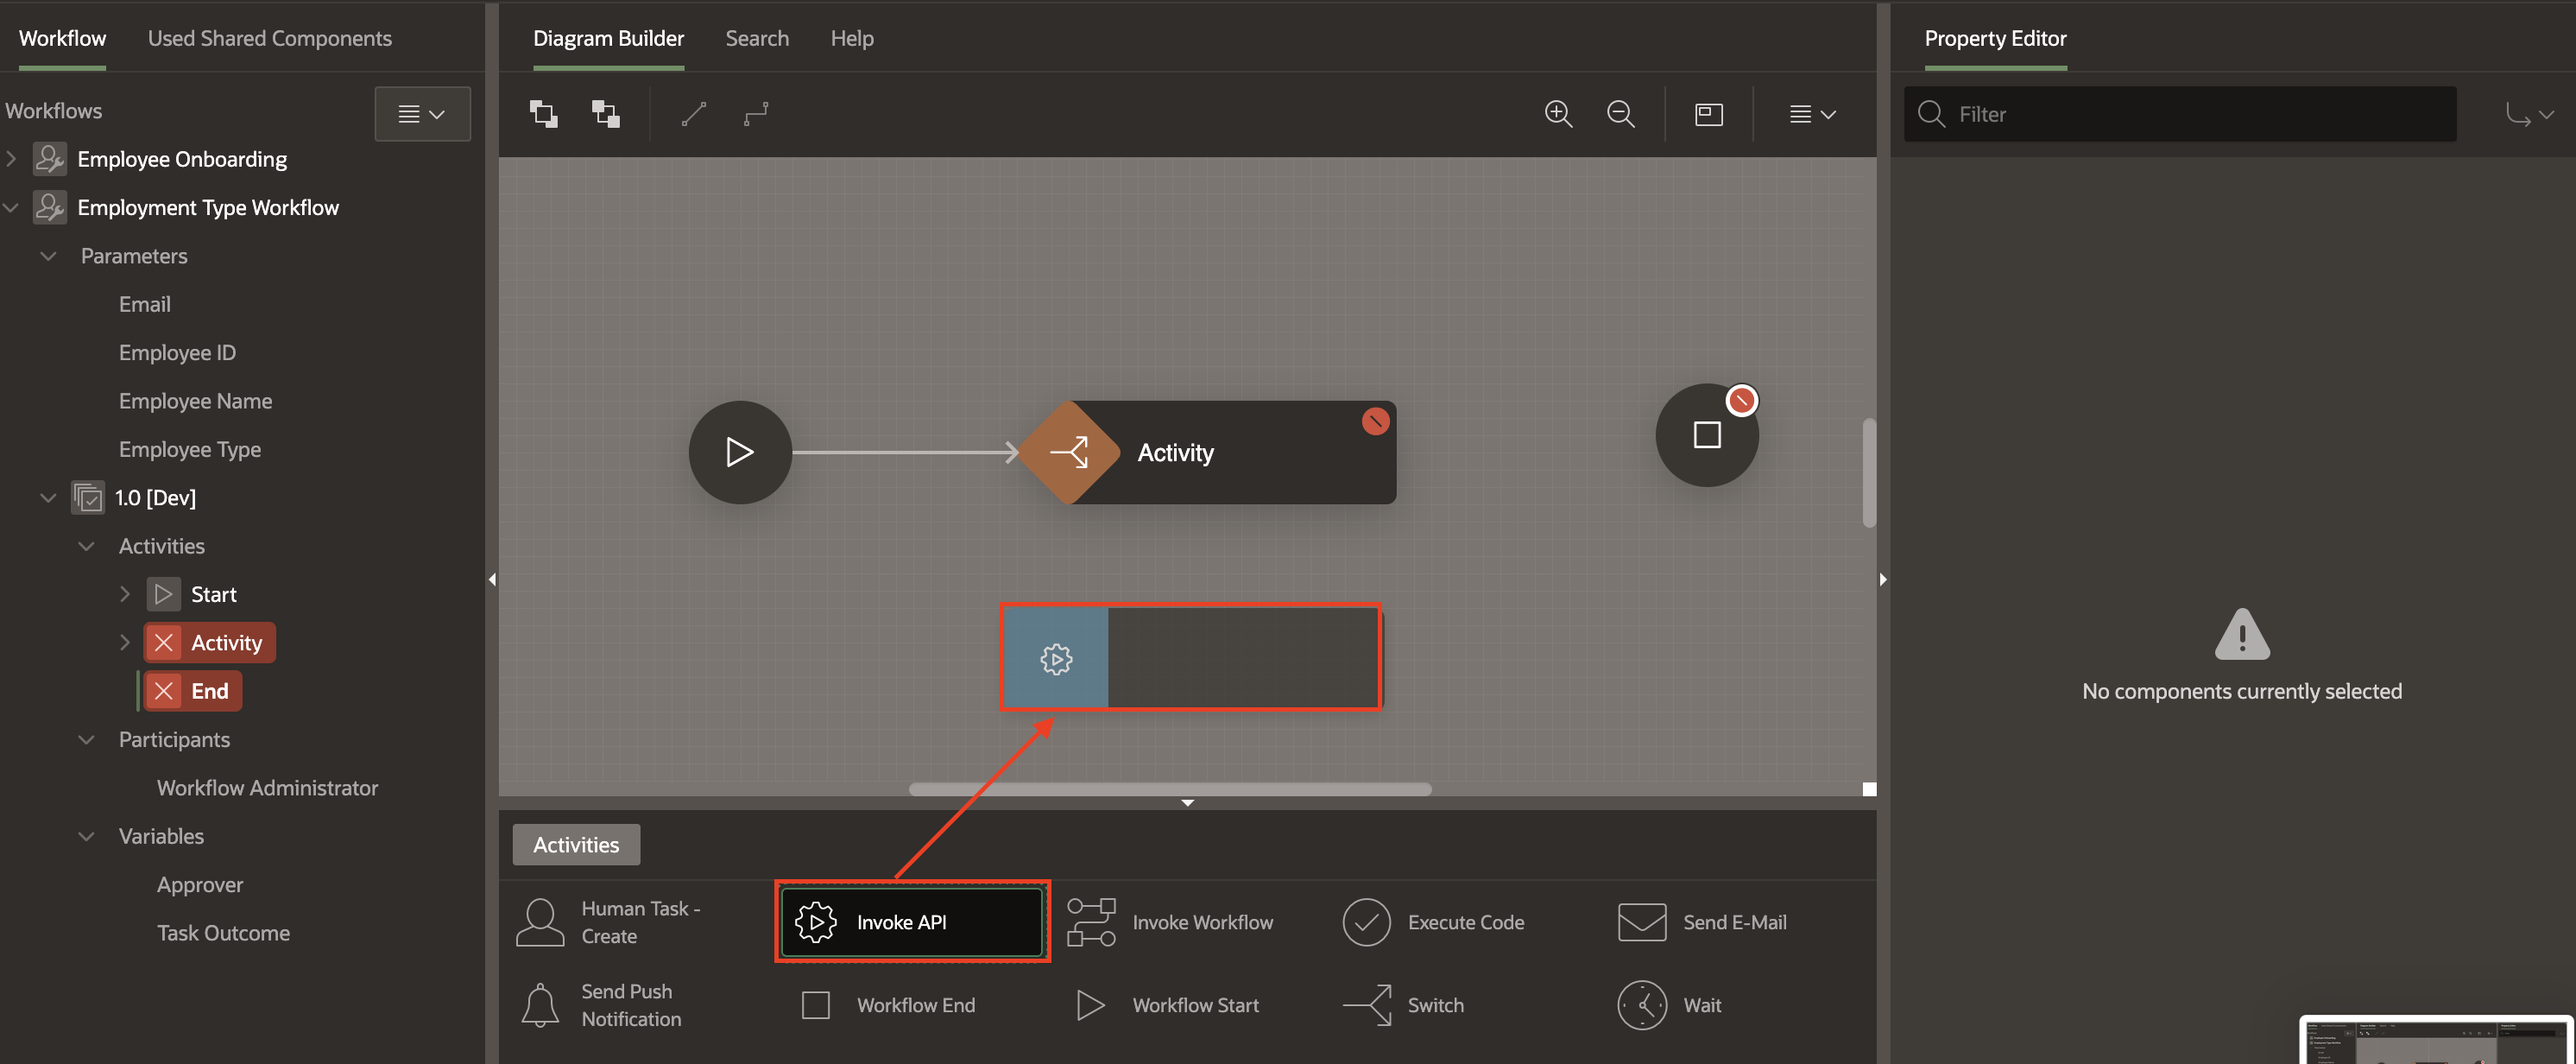 Workflow
Used Shared Components
Workflows
Employee Onboarding
Employment Type Workflow
Parameters
Email
Employee ID
Employee Name
Employee Type
1.0 [Dev]
Activities
Start
Activity
End
Participants
Workflow Administrator
Variables
Approver
Task Outcome
Diagram Builder
Search
Help
Activity
Activities
Human Task -
Create
Invoke API
Invoke Workflow
Execute Code
Send E-Mail
Send Push
Notification
Workflow End
Workflow Start
Switch
Wait
Property Editor
Filter
No components currently selected